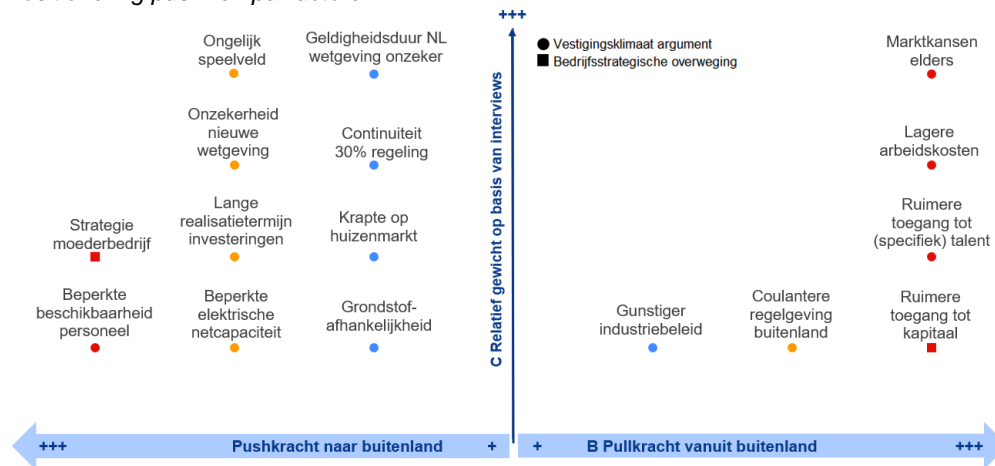 +++
Vestigingsklimaat argument
Bedrijfsstrategische overweging
Ongelijk
speelveld
Geldigheidsduur NL
wetgeving onzeker
Marktkansen
elders
Onzekerheid
nieuwe
wetgeving
Continuiteit
30% regeling
Lagere
arbeidskosten
Strategie
moederbedrijf
Lange
realisatietermijn
investeringen
Krapte op
huizenmarkt
Ruimere
toegang tot
(specifiek) talent
Beperkte
beschikbaarheid
personeel
Beperkte
elektrische
netcapaciteit
Grondstof-
afhankelijkheid
Gunstiger
industriebeleid
Coulantere
regelgeving
buitenland
Ruimere
toegang tot
kapitaal
C Relatief gewicht op basis van interviews
+++ Pushkracht naar buitenland +
+ B Pullkracht vanuit buitenland +++